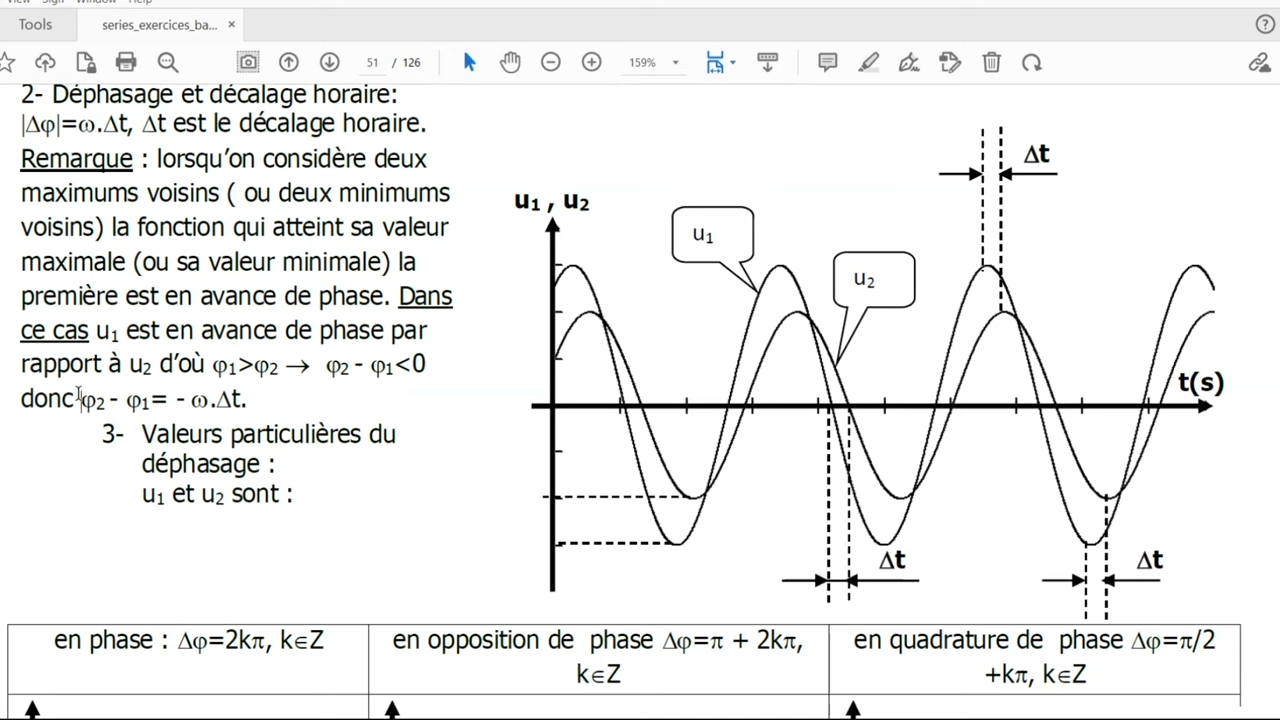 View Sign Window Help
Tools
series_exercices_ba... ×
51 / 126
159%
2- Déphasage et décalage horaire:
|Δφ|=ω.Δt, Δt est le décalage horaire.
Remarque : lorsqu'on considère deux
maximums voisins ( ou deux minimums
voisins) la fonction qui atteint sa valeur
maximale (ou sa valeur minimale) la
première est en avance de phase. Dans
ce cas u₁ est en avance de phase par
rapport à u₂ d'où φ₁>φ₂ → φ₂ - φ₁<0
donc φ₂ - φ₁= - ω.Δt.
3- Valeurs particulières du
déphasage :
u₁ et u₂ sont :
u₁ , u₂
u₁
u₂
Δt
t(s)
Δt
Δt
en phase : Δφ=2kπ, k∈Z
en opposition de phase Δφ=π + 2kπ,
k∈Z
en quadrature de phase Δφ=π/2
+kπ, k∈Z